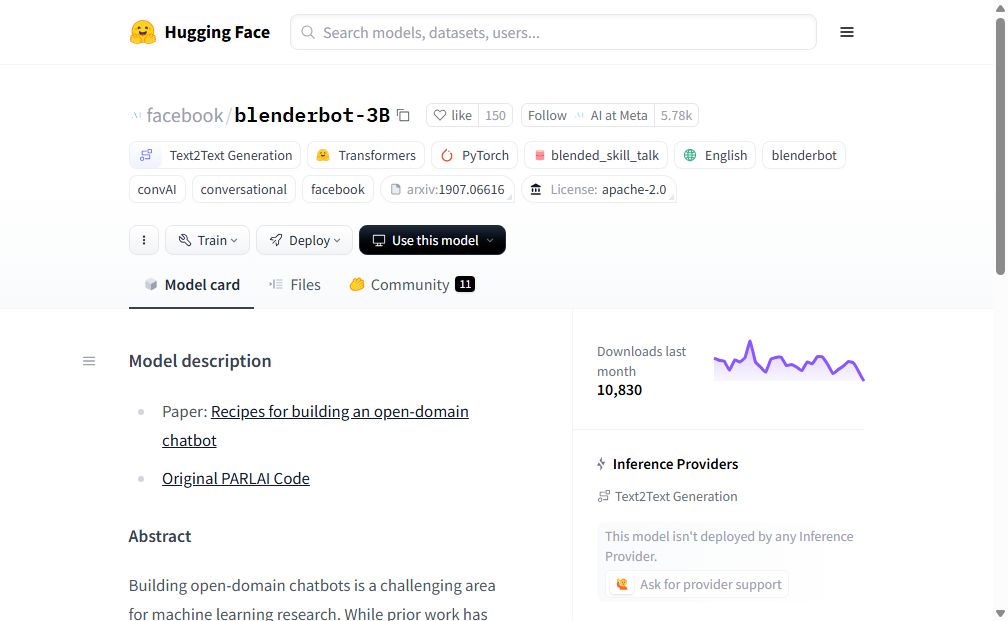 Hugging Face
Search models, datasets, users...
facebook/blenderbot-3B
like 150
Follow AI at Meta 5.78k
Text2Text Generation
Transformers
PyTorch
blended_skill_talk
English
blenderbot
convAI
conversational
facebook
arxiv:1907.06616
License: apache-2.0
Train
Deploy
Use this model
Model card
Files
Community 11
Model description
Paper: Recipes for building an open-domain
chatbot
Original PARLAI Code
Abstract
Building open-domain chatbots is a challenging area
for machine learning research. While prior work has
Downloads last
month
10,830
Inference Providers
Text2Text Generation
This model isn't deployed by any Inference
Provider.
Ask for provider support